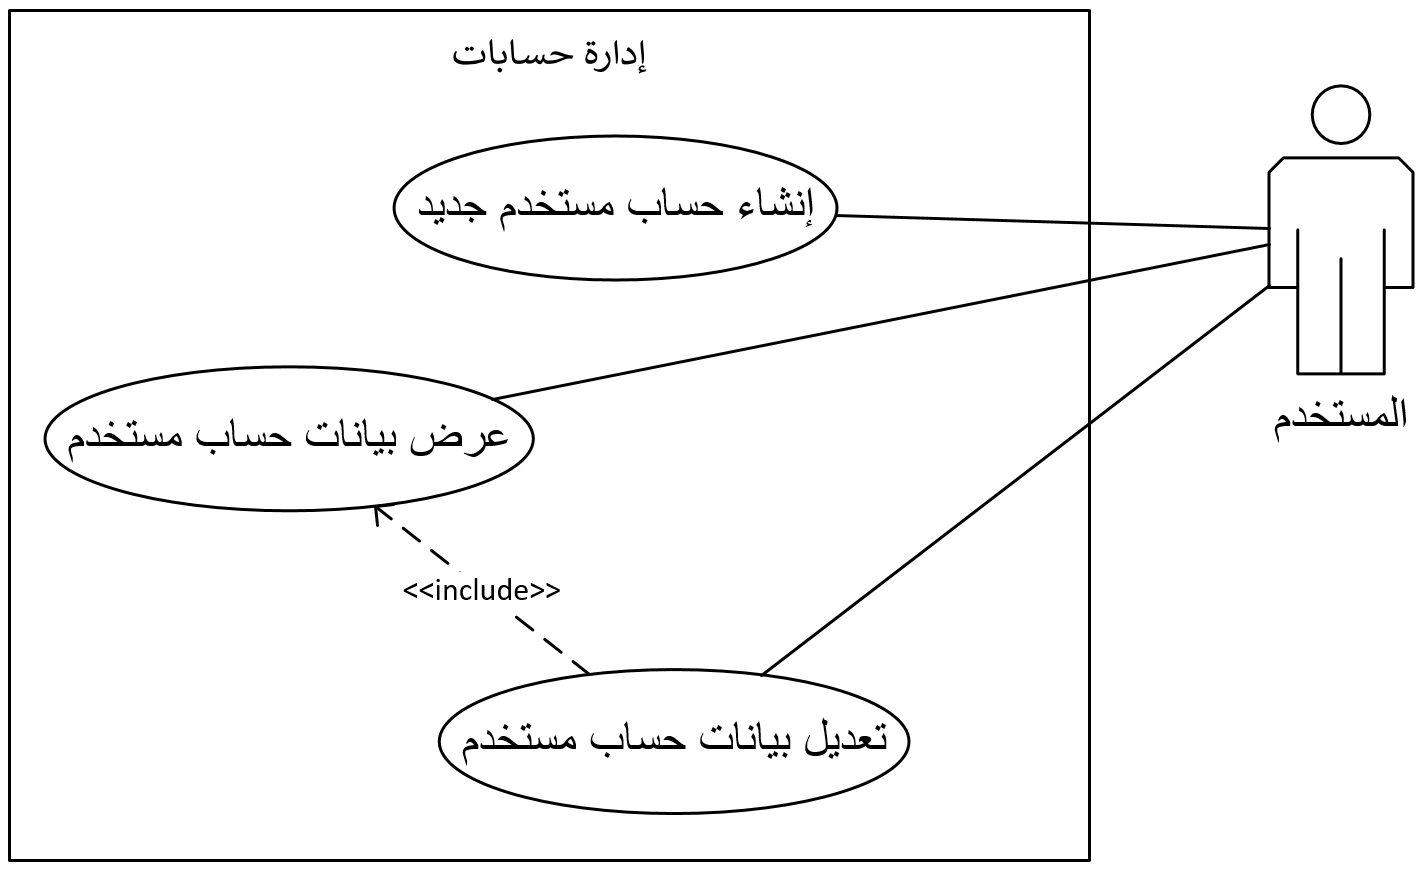 إدارة حسابات
إنشاء حساب مستخدم جديد
عرض بيانات حساب مستخدم
المستخدم
<<include>>
تعديل بيانات حساب مستخدم